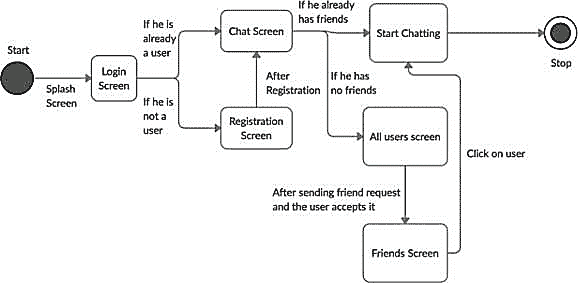 Start
Splash
Screen
Login
Screen
If he is
already
a user
If he is
not a
user
Chat Screen
After
Registration
Registration
Screen
If he already
has friends
If he has
no friends
Start Chatting
Stop
All users screen
After sending friend request
and the user accepts it
Friends Screen
Click on user